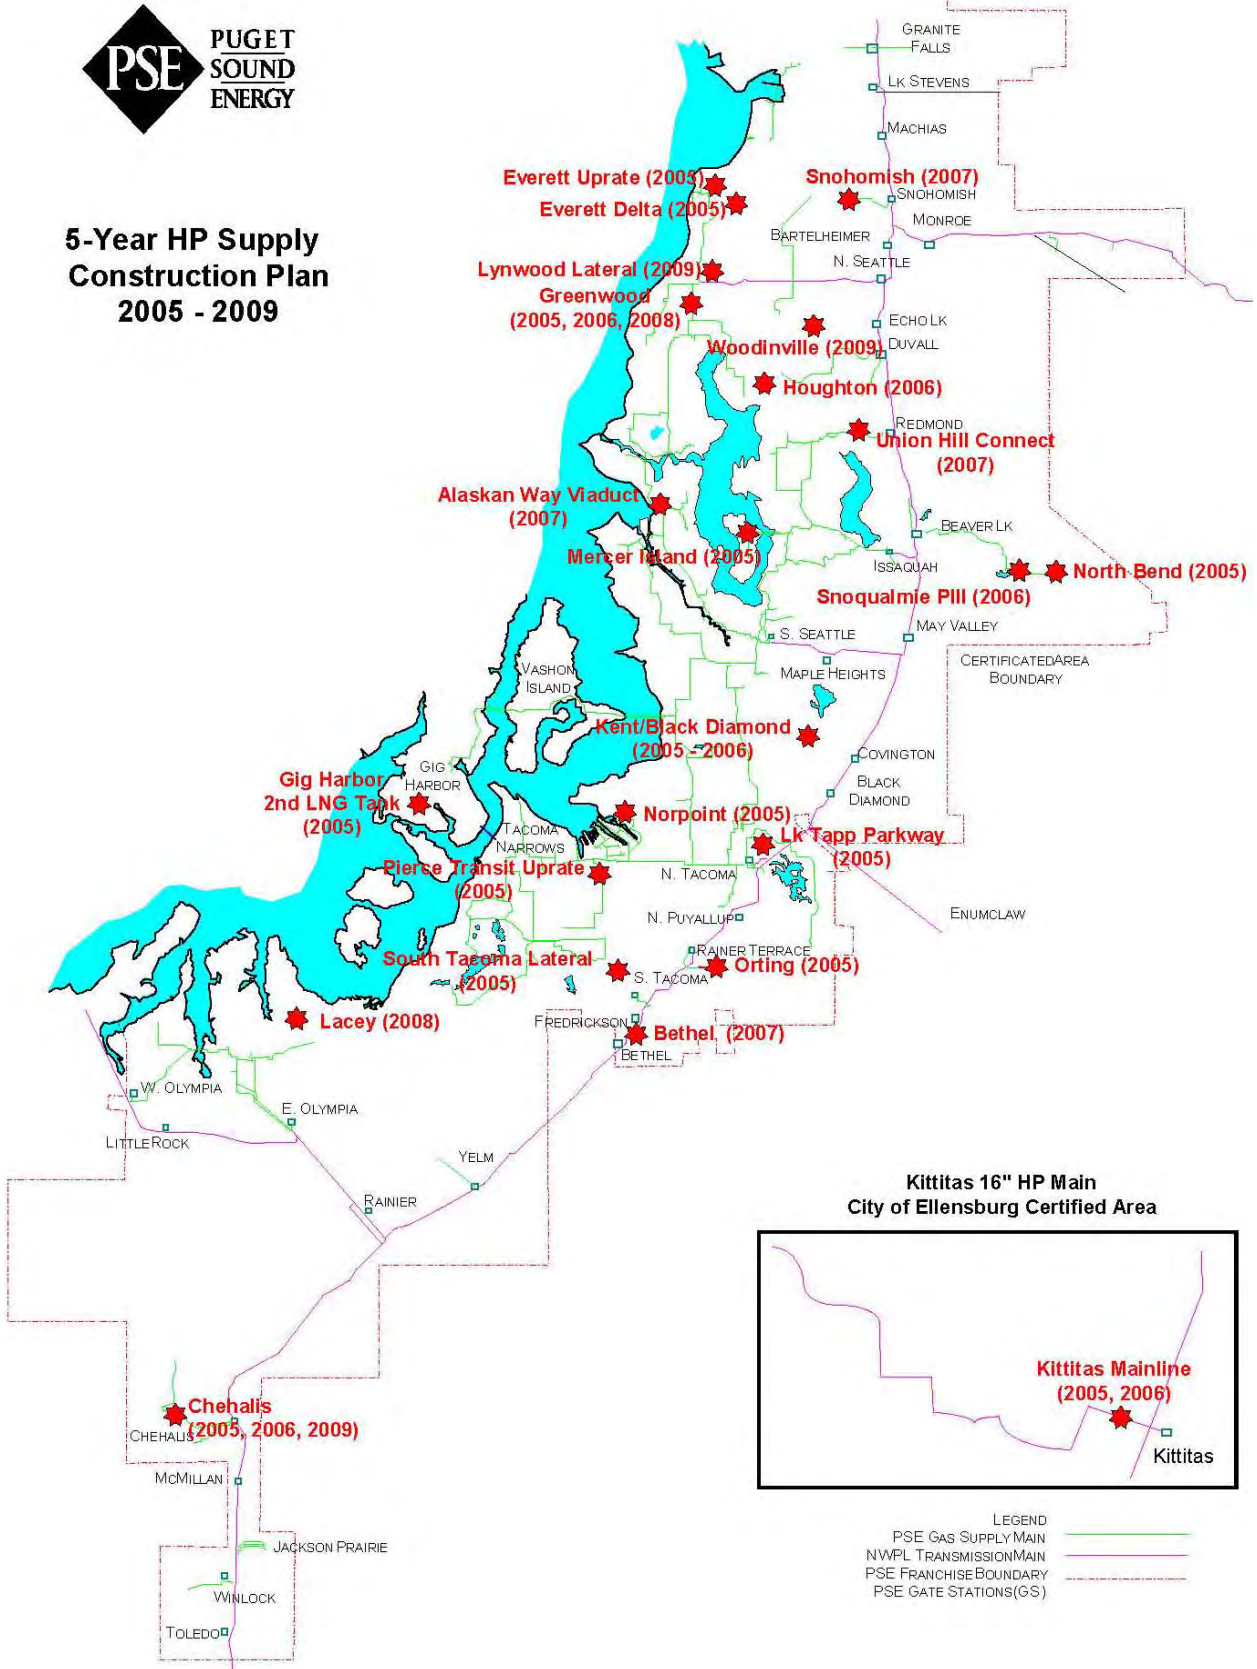 PSE
PUGET
SOUND
ENERGY
5-Year HP Supply
Construction Plan
2005 - 2009
GRANITE
FALLS
LK STEVENS
MACHIAS
Everett Uprate (2005)
Snohomish (2007)
SNOHOMISH
Everett Delta (2005)
MONROE
BARTELHEIMER
N. SEATTLE
Lynwood Lateral (2009)
Greenwood
(2005, 2006, 2008)
ECHO LK
Woodinville (2009)
DUVALL
Houghton (2006)
REDMOND
Union Hill Connect
(2007)
Alaskan Way Viaduct
(2007)
BEAVER LK
Mercer Island (2005)
ISSAQUAH
North Bend (2005)
Snoqualmie PIII (2006)
S. SEATTLE
MAY VALLEY
MAPLE HEIGHTS
CERTIFICATED AREA
BOUNDARY
VASHON
ISLAND
Kent/Black Diamond
(2005 - 2006)
COVINGTON
GIG
HARBOR
BLACK
DIAMOND
Gig Harbor
2nd LNG Tank
(2005)
Norpoint (2005)
TACOMA
NARROWS
Lk Tapp Parkway
(2005)
Pierce Transit Uprate
(2005)
N. TACOMA
N. PUYALLUP
ENUMCLAW
RAINER TERRACE
South Tacoma Lateral
(2005)
Orting (2005)
S. TACOMA
Lacey (2008)
FREDRICKSON
Bethel (2007)
BETHEL
W. OLYMPIA
E. OLYMPIA
LITTLE ROCK
YELM
RAINIER
Kittitas 16" HP Main
City of Ellensburg Certified Area
Kittitas Mainline
(2005, 2006)
Kittitas
Chehalis
(2005, 2006, 2009)
CHEHALIS
MCMILLAN
JACKSON PRAIRIE
WINLOCK
TOLEDO
LEGEND
PSE GAS SUPPLY MAIN
NWPL TRANSMISSION MAIN
PSE FRANCHISE BOUNDARY
PSE GATE STATIONS (GS)